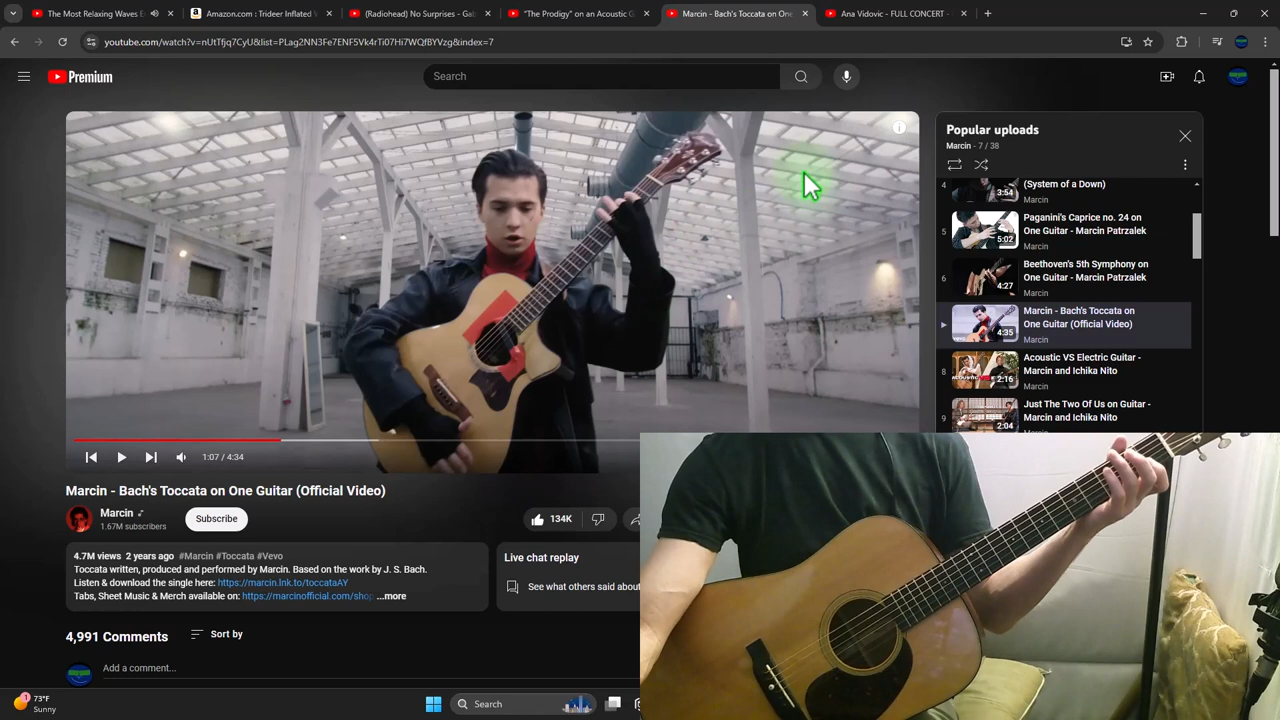 The Most Relaxing Waves E
Amazon.com : Trideer Inflated W
(Radiohead) No Surprises - Gab
"The Prodigy" on an Acoustic G
Marcin - Bach's Toccata on One
Ana Vidovic - FULL CONCERT -
youtube.com/watch?v=nUtTfjq7CyU&list=PLag2NN3Fe7ENF5Vk4rTi07Hi7WQfBYVzg&index=7
Premium
Search
Popular uploads
Marcin - 7 / 38
4
3:54
(System of a Down)
Marcin
5
5:02
Paganini's Caprice no. 24 on
One Guitar - Marcin Patrzalek
Marcin
6
4:27
Beethoven's 5th Symphony on
One Guitar - Marcin Patrzalek
Marcin
4:35
Marcin - Bach's Toccata on
One Guitar (Official Video)
Marcin
8
2:16
Acoustic VS Electric Guitar -
Marcin and Ichika Nito
9
2:04
Just The Two Of Us on Guitar -
Marcin and Ichika Nito
1:07 / 4:34
Marcin - Bach's Toccata on One Guitar (Official Video)
Marcin
1.67M subscribers
Subscribe
134K
4.7M views 2 years ago #Marcin #Toccata #Vevo
Toccata written, produced and performed by Marcin. Based on the work by J. S. Bach.
Listen & download the single here: https://marcin.lnk.to/toccataAY
Tabs, Sheet Music & Merch available on: https://marcinofficial.com/shop ...more
Live chat replay
See what others said about
4,991 Comments
Sort by
Add a comment...
1
73°F
Sunny
Search